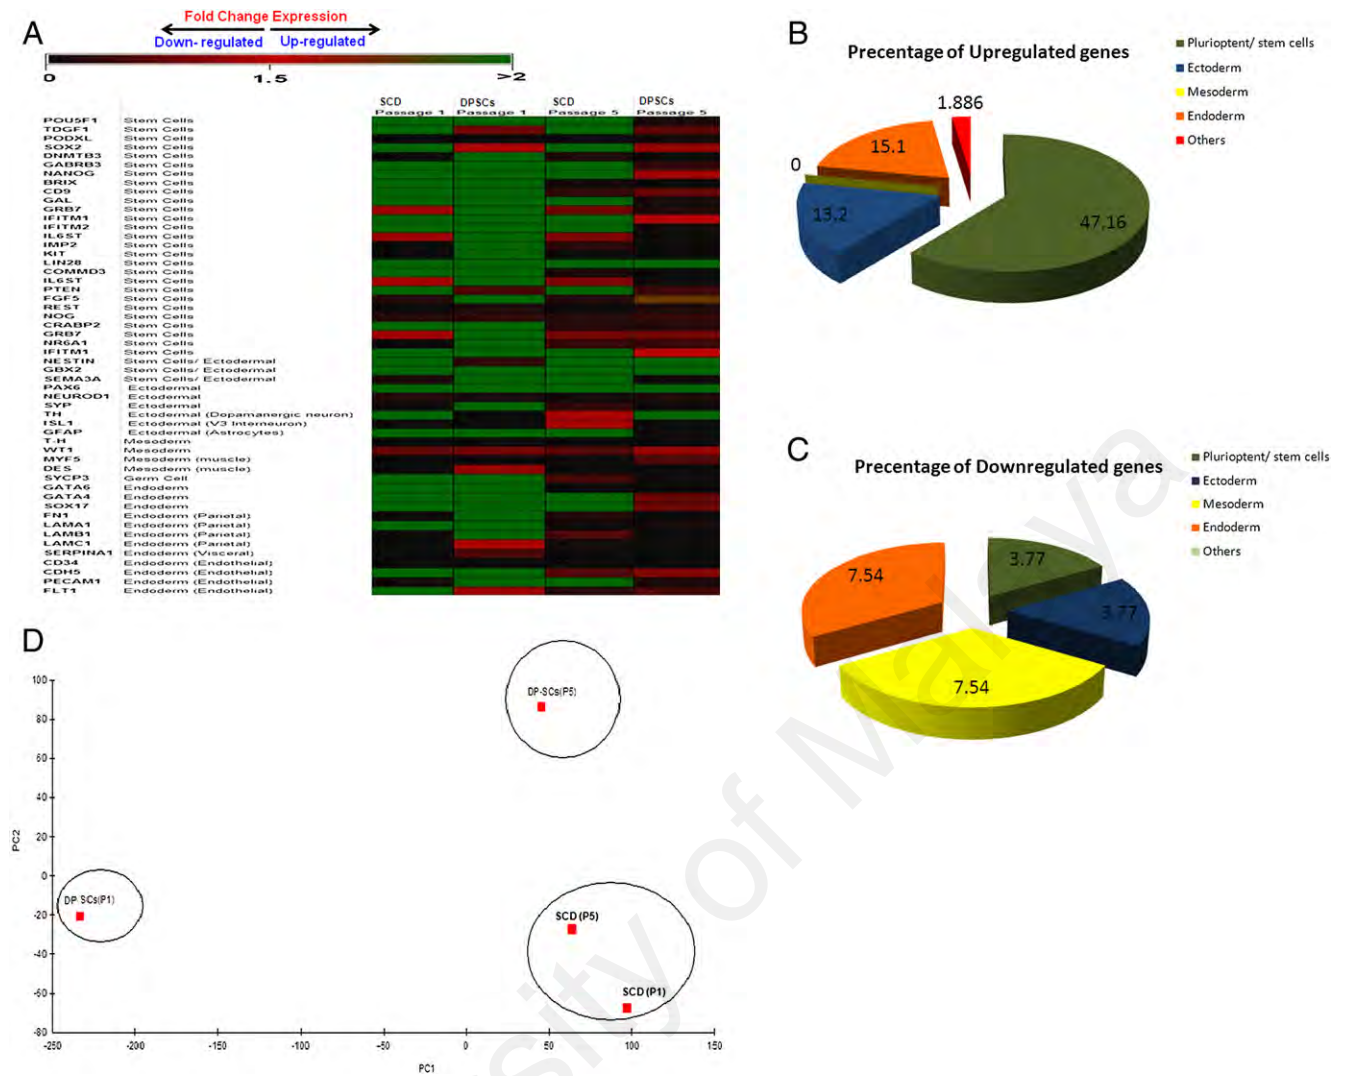 A
Fold Change Expression
Down- regulated Up-regulated
0 1.5 >2
SCD DPSCs SCD DPSCs
Passage 1 Passage 1 Passage 5 Passage 5
POU5F1 Stem Cells
TDGF1 Stem Cells
PODXL Stem Cells
SOX2 Stem Cells
DNMTB3 Stem Cells
GABRB3 Stem Cells
NANOG Stem Cells
BRIX Stem Cells
CD9 Stem Cells
GAL Stem Cells
GRB7 Stem Cells
IFITM1 Stem Cells
IFITM2 Stem Cells
IL6ST Stem Cells
IMP2 Stem Cells
KIT Stem Cells
LIN28 Stem Cells
COMMD3 Stem Cells
IL6ST Stem Cells
PTEN Stem Cells
FGF5 Stem Cells
REST Stem Cells
NOG Stem Cells
CRABP2 Stem Cells
GRB7 Stem Cells
NR6A1 Stem Cells
IFITM1 Stem Cells
NESTIN Stem Cells/ Ectodermal
GBX2 Stem Cells/ Ectodermal
SEMA3A Stem Cells/ Ectodermal
PAX6 Ectodermal
NEUROD1 Ectodermal
SYP Ectodermal
TH Ectodermal (Dopamanergic neuron)
ISL1 Ectodermal (V3 Interneuron)
GFAP Ectodermal (Astrocytes)
T-H Mesoderm
WT1 Mesoderm
MYF5 Mesoderm (muscle)
DES Mesoderm (muscle)
SYCP3 Germ Cell
GATA6 Endoderm
GATA4 Endoderm
SOX17 Endoderm
FN1 Endoderm (Parietal)
LAMA1 Endoderm (Parietal)
LAMB1 Endoderm (Parietal)
LAMC1 Endoderm (Parietal)
SERPINA1 Endoderm (Visceral)
CD34 Endoderm (Endothelial)
CDH5 Endoderm (Endothelial)
PECAM1 Endoderm (Endothelial)
FLT1 Endoderm (Endothelial)
B
Precentage of Upregulated genes
Plurioptent/ stem cells
Ectoderm
Mesoderm
Endoderm
Others
1.886
15.1
0
13.2
47.16
C
Precentage of Downregulated genes
Plurioptent/ stem cells
Ectoderm
Mesoderm
Endoderm
Others
3.77
7.54
3.77
7.54
D
PC2
100
80
60
40
20
0
-20
-40
-60
-80
DP-SCs(P5)
DP-SCs(P1)
SCD (P5)
SCD (P1)
-250 -200 -150 -100 -50 0 50 100 150
PC1
University of Malaya